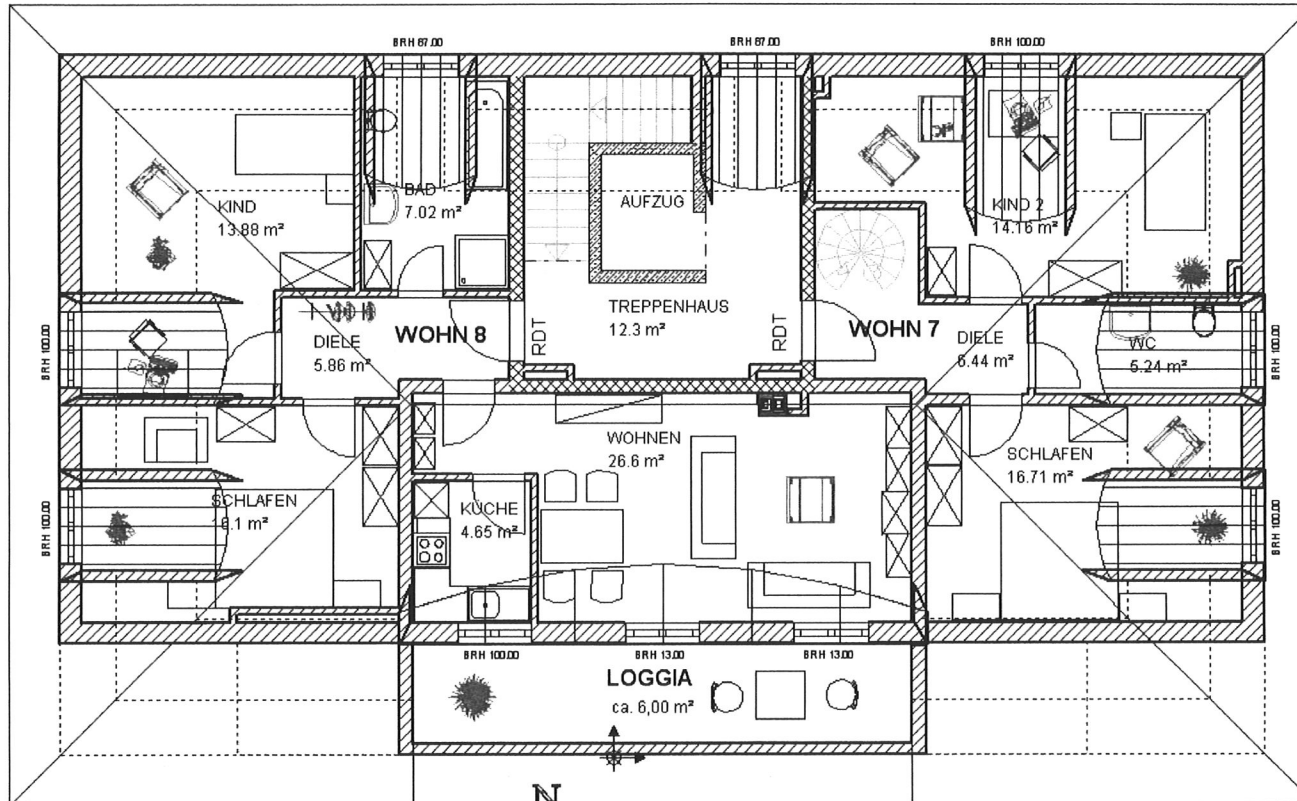 BRH 87.00
BRH 87.00
BRH 100.00
KIND
13.88 m²
BAD
7.02 m²
AUFZUG
KIND 2
14.16 m²
TREPPENHAUS
12.3 m²
RDT
RDT
WOHN 8
DIELE
5.86 m²
WOHN 7
DIELE
6.44 m²
WC
5.24 m²
BRH 100.00
BRH 100.00
WOHNEN
26.6 m²
SCHLAFEN
16.71 m²
SCHLAFEN
KÜCHE
4.65 m²
BRH 100.00
BRH 100.00
BRH 100.00
BRH 13.00
BRH 13.00
LOGGIA
ca. 6,00 m²
N